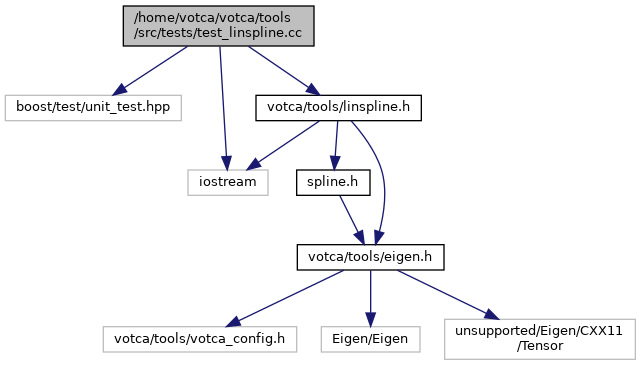 /home/votca/votca/tools
/src/tests/test_linspline.cc
boost/test/unit_test.hpp
votca/tools/linspline.h
iostream
spline.h
votca/tools/eigen.h
votca/tools/votca_config.h
Eigen/Eigen
unsupported/Eigen/CXX11
/Tensor